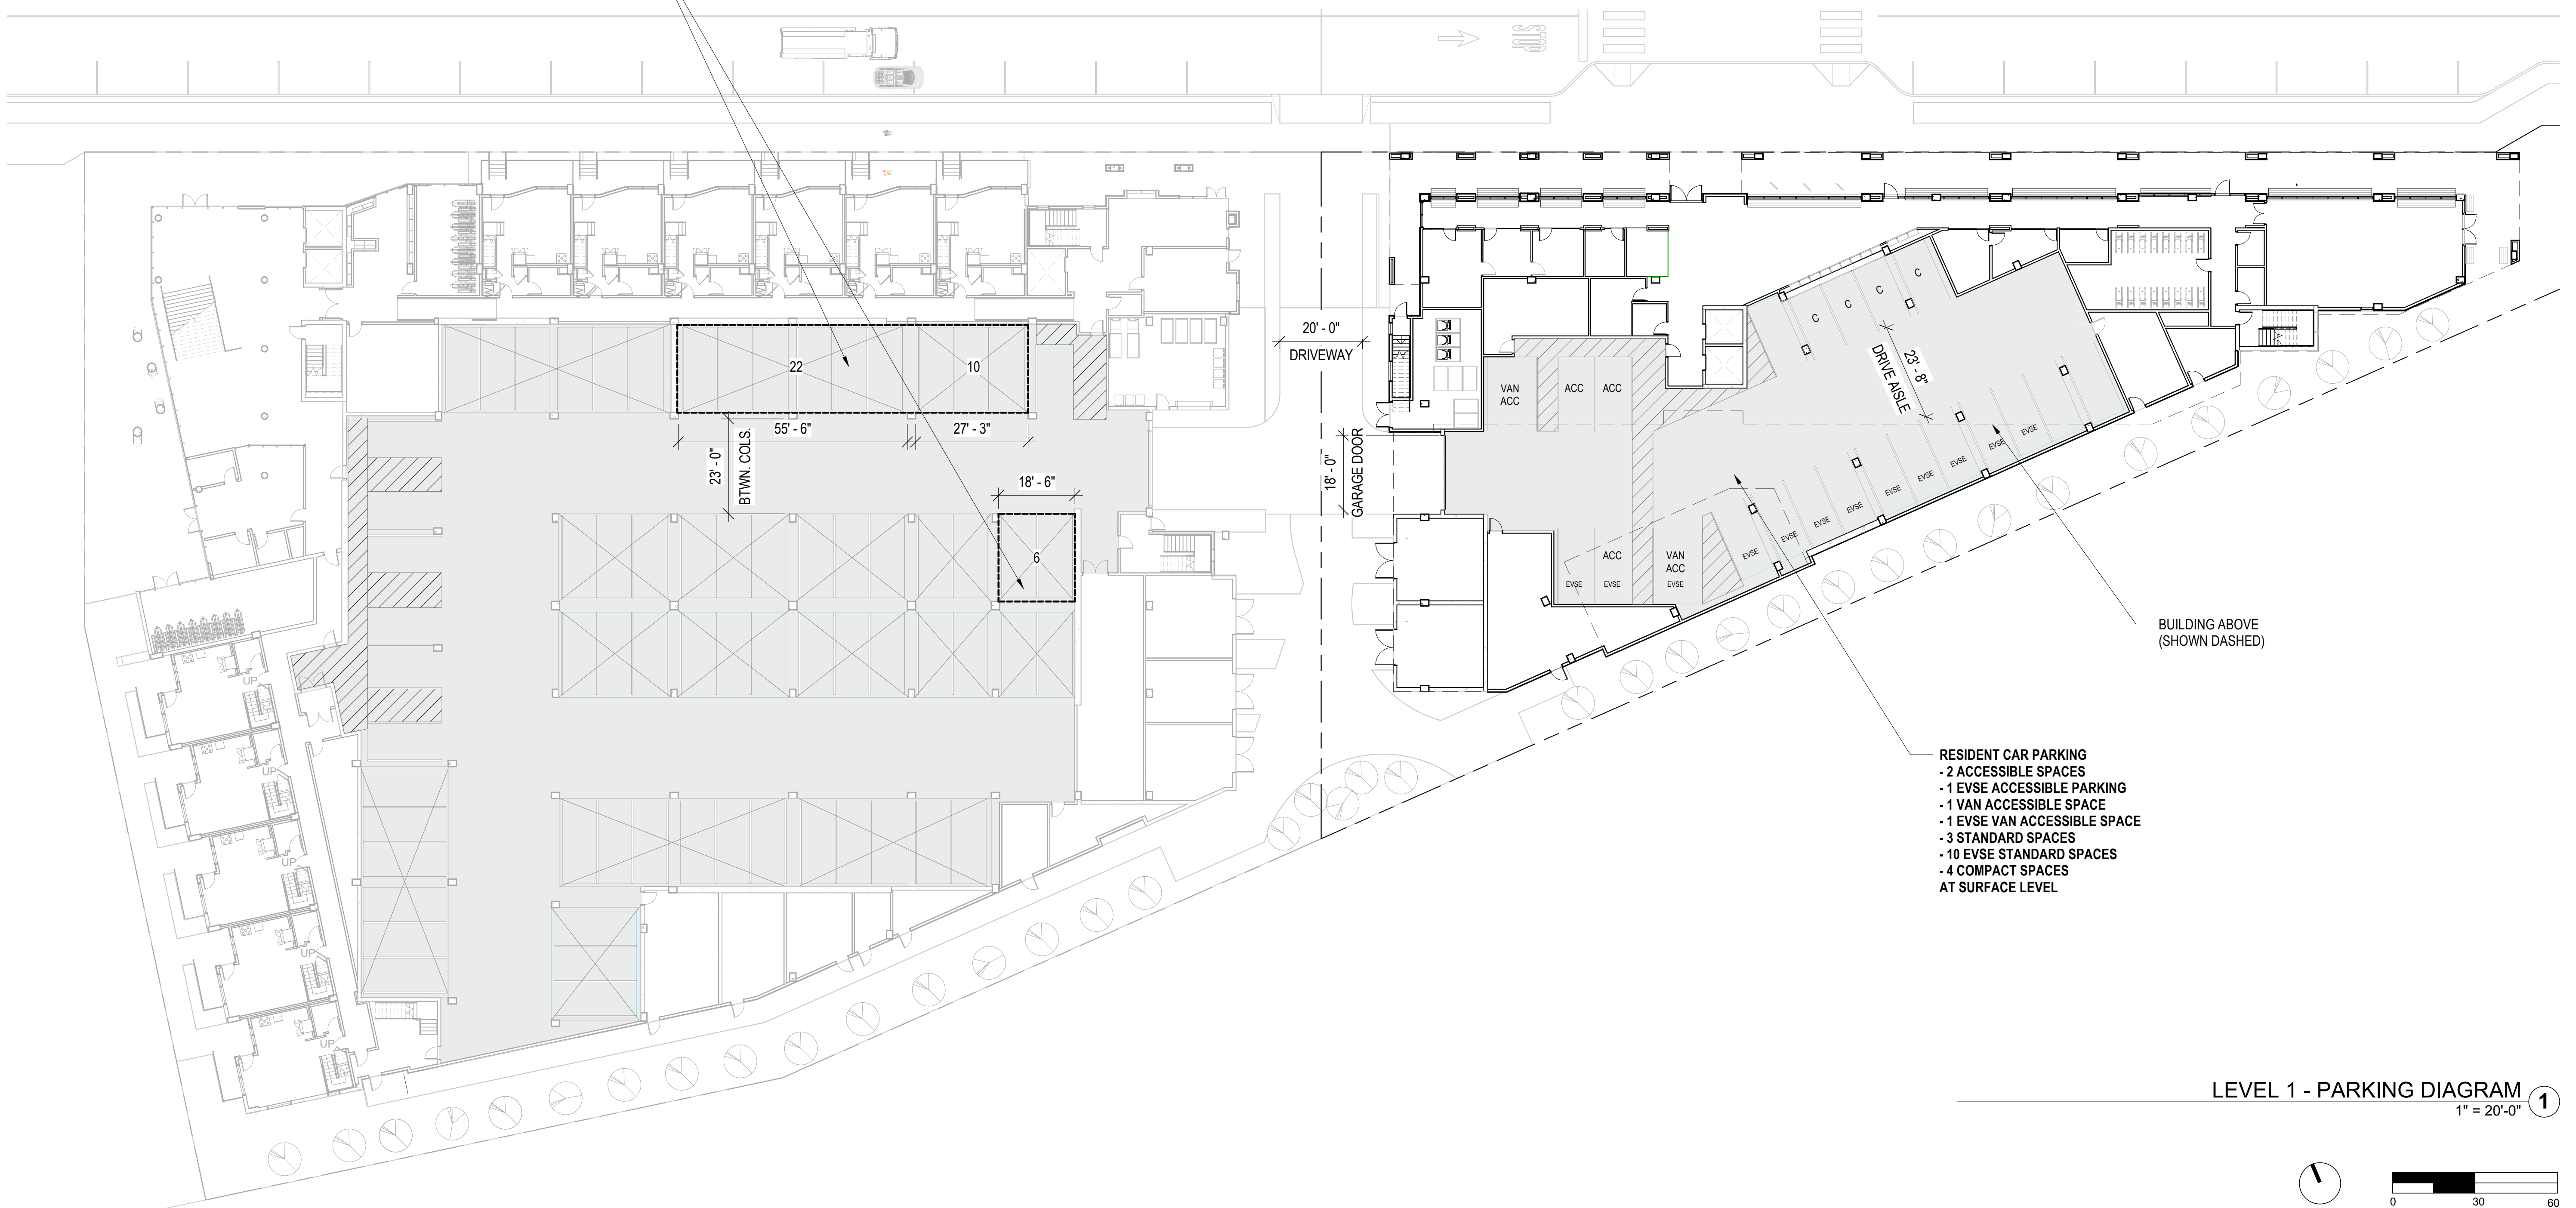 BUS
C
C
C
C
20' - 0"
DRIVEWAY
23' - 8"
DRIVE AISLE
22
10
VAN
ACC
ACC
ACC
55' - 6"
27' - 3"
23' - 0"
BTWN. COLS.
18' - 0"
GARAGE DOOR
18' - 6"
6
EVSE
EVSE
EVSE
EVSE
EVSE
EVSE
EVSE
EVSE
EVSE
EVSE
ACC
VAN
ACC
EVSE
EVSE
EVSE
BUILDING ABOVE
(SHOWN DASHED)
UP
UP
UP
UP
UP
RESIDENT CAR PARKING
- 2 ACCESSIBLE SPACES
- 1 EVSE ACCESSIBLE PARKING
- 1 VAN ACCESSIBLE SPACE
- 1 EVSE VAN ACCESSIBLE SPACE
- 3 STANDARD SPACES
- 10 EVSE STANDARD SPACES
- 4 COMPACT SPACES
AT SURFACE LEVEL
LEVEL 1 - PARKING DIAGRAM
1
1" = 20'-0"
0
30
60